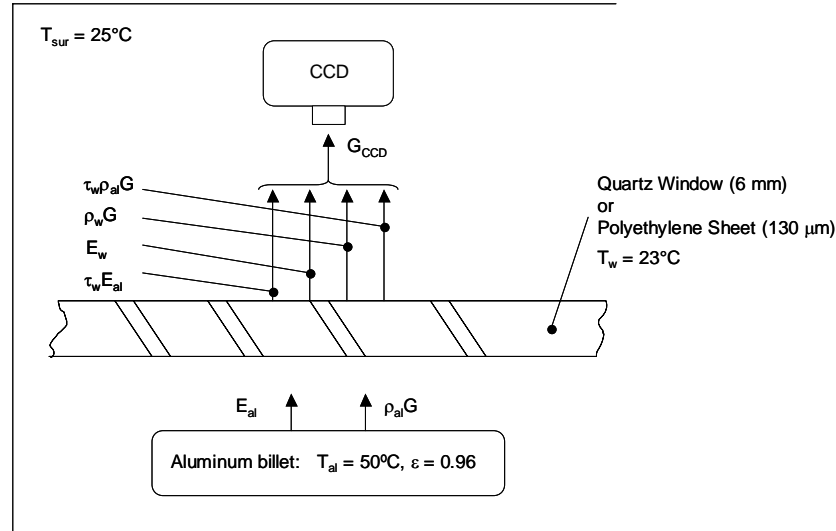 T_sur = 25°C
CCD
G_CCD
τ_wρ_alG
ρ_wG
E_w
τ_wE_al
Quartz Window (6 mm)
or
Polyethylene Sheet (130 μm)
T_w = 23°C
E_al
ρ_alG
Aluminum billet: T_al = 50ºC, ε = 0.96